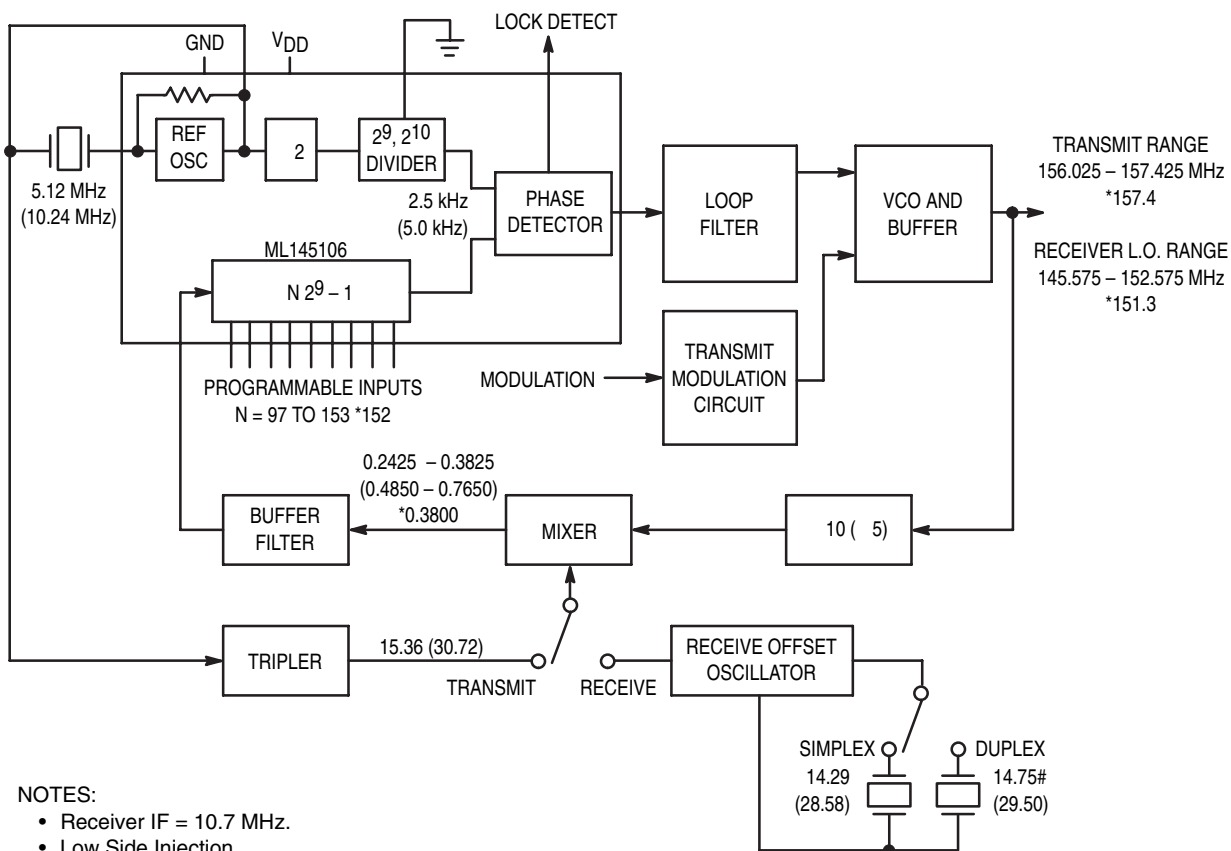 LOCK DETECT
GND
VDD
REF
OSC
2
2^9, 2^10
DIVIDER
5.12 MHz
(10.24 MHz)
2.5 kHz
(5.0 kHz)
PHASE
DETECTOR
LOOP
FILTER
VCO AND
BUFFER
TRANSMIT RANGE
156.025 – 157.425 MHz
*157.4
RECEIVER L.O. RANGE
145.575 – 152.575 MHz
*151.3
ML145106
N 2^9 – 1
PROGRAMMABLE INPUTS
N = 97 TO 153 *152
MODULATION
TRANSMIT
MODULATION
CIRCUIT
0.2425 – 0.3825
(0.4850 – 0.7650)
*0.3800
BUFFER
FILTER
MIXER
10 ( 5)
TRIPLER
15.36 (30.72)
TRANSMIT
RECEIVE
RECEIVE OFFSET
OSCILLATOR
SIMPLEX
14.29
(28.58)
DUPLEX
14.75#
(29.50)
NOTES:
• Receiver IF = 10.7 MHz.
• Low Side Injection